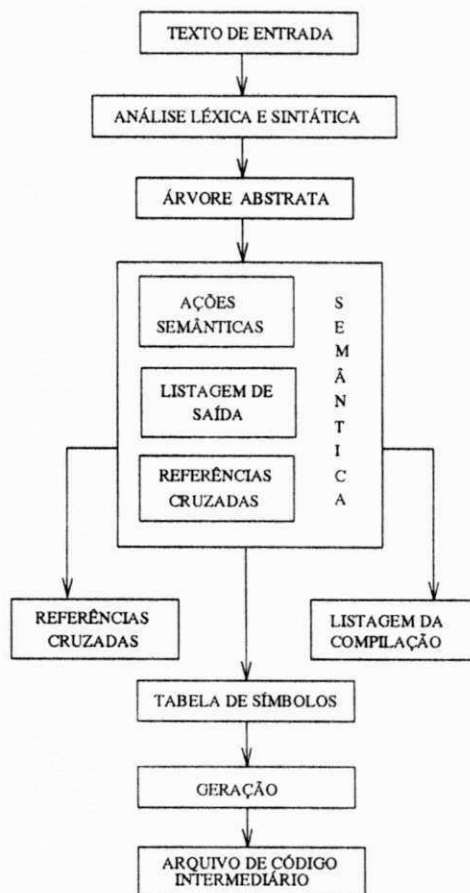 TEXTO DE ENTRADA
ANÁLISE LÉXICA E SINTÁTICA
ÁRVORE ABSTRATA
AÇÕES
SEMÂNTICAS
LISTAGEM DE
SAÍDA
REFERÊNCIAS
CRUZADAS
SEMÂNTICA
REFERÊNCIAS
CRUZADAS
LISTAGEM DA
COMPILAÇÃO
TABELA DE SÍMBOLOS
GERAÇÃO
ARQUIVO DE CÓDIGO
INTERMEDIÁRIO